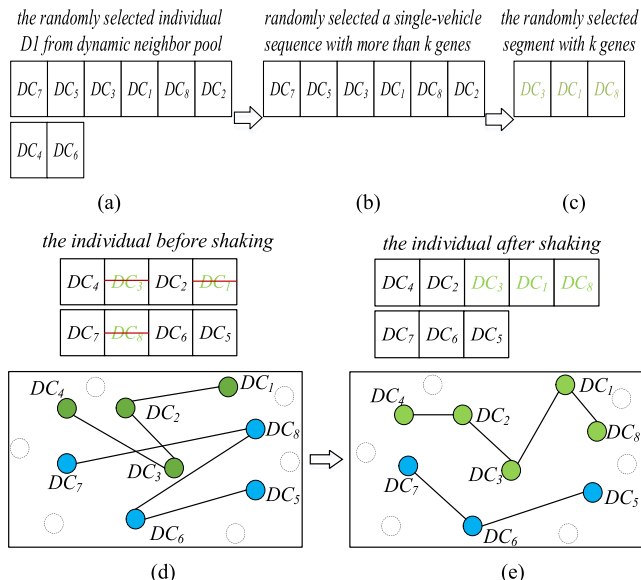 the randomly selected individual
D1 from dynamic neighbor pool
DC7 DC5 DC3 DC1 DC8 DC2
DC4 DC6
(a)
randomly selected a single-vehicle
sequence with more than k genes
DC7 DC5 DC3 DC1 DC8 DC2
(b)
the randomly selected
segment with k genes
DC3 DC1 DC8
(c)
the individual before shaking
DC4 DC3 DC2 DC1
DC7 DC8 DC6 DC5
DC4
DC1
DC2
DC8
DC3
DC7
DC5
DC6
(d)
the individual after shaking
DC4 DC2 DC3 DC1 DC8
DC7 DC6 DC5
DC1
DC4
DC2
DC8
DC3
DC7
DC5
DC6
(e)